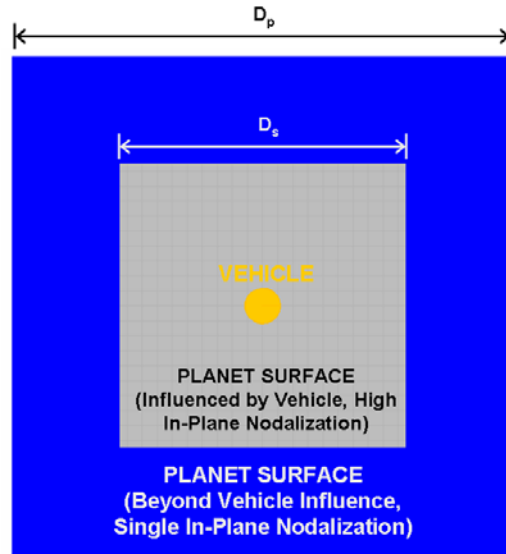 Dp
Ds
VEHICLE
PLANET SURFACE
(Influenced by Vehicle, High
In-Plane Nodalization)
PLANET SURFACE
(Beyond Vehicle Influence,
Single In-Plane Nodalization)